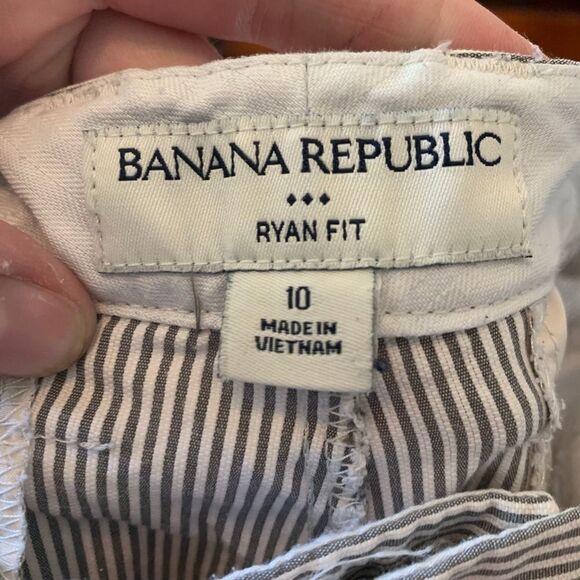 BANANA REPUBLIC
RYAN FIT
10
MADE IN
VIETNAM